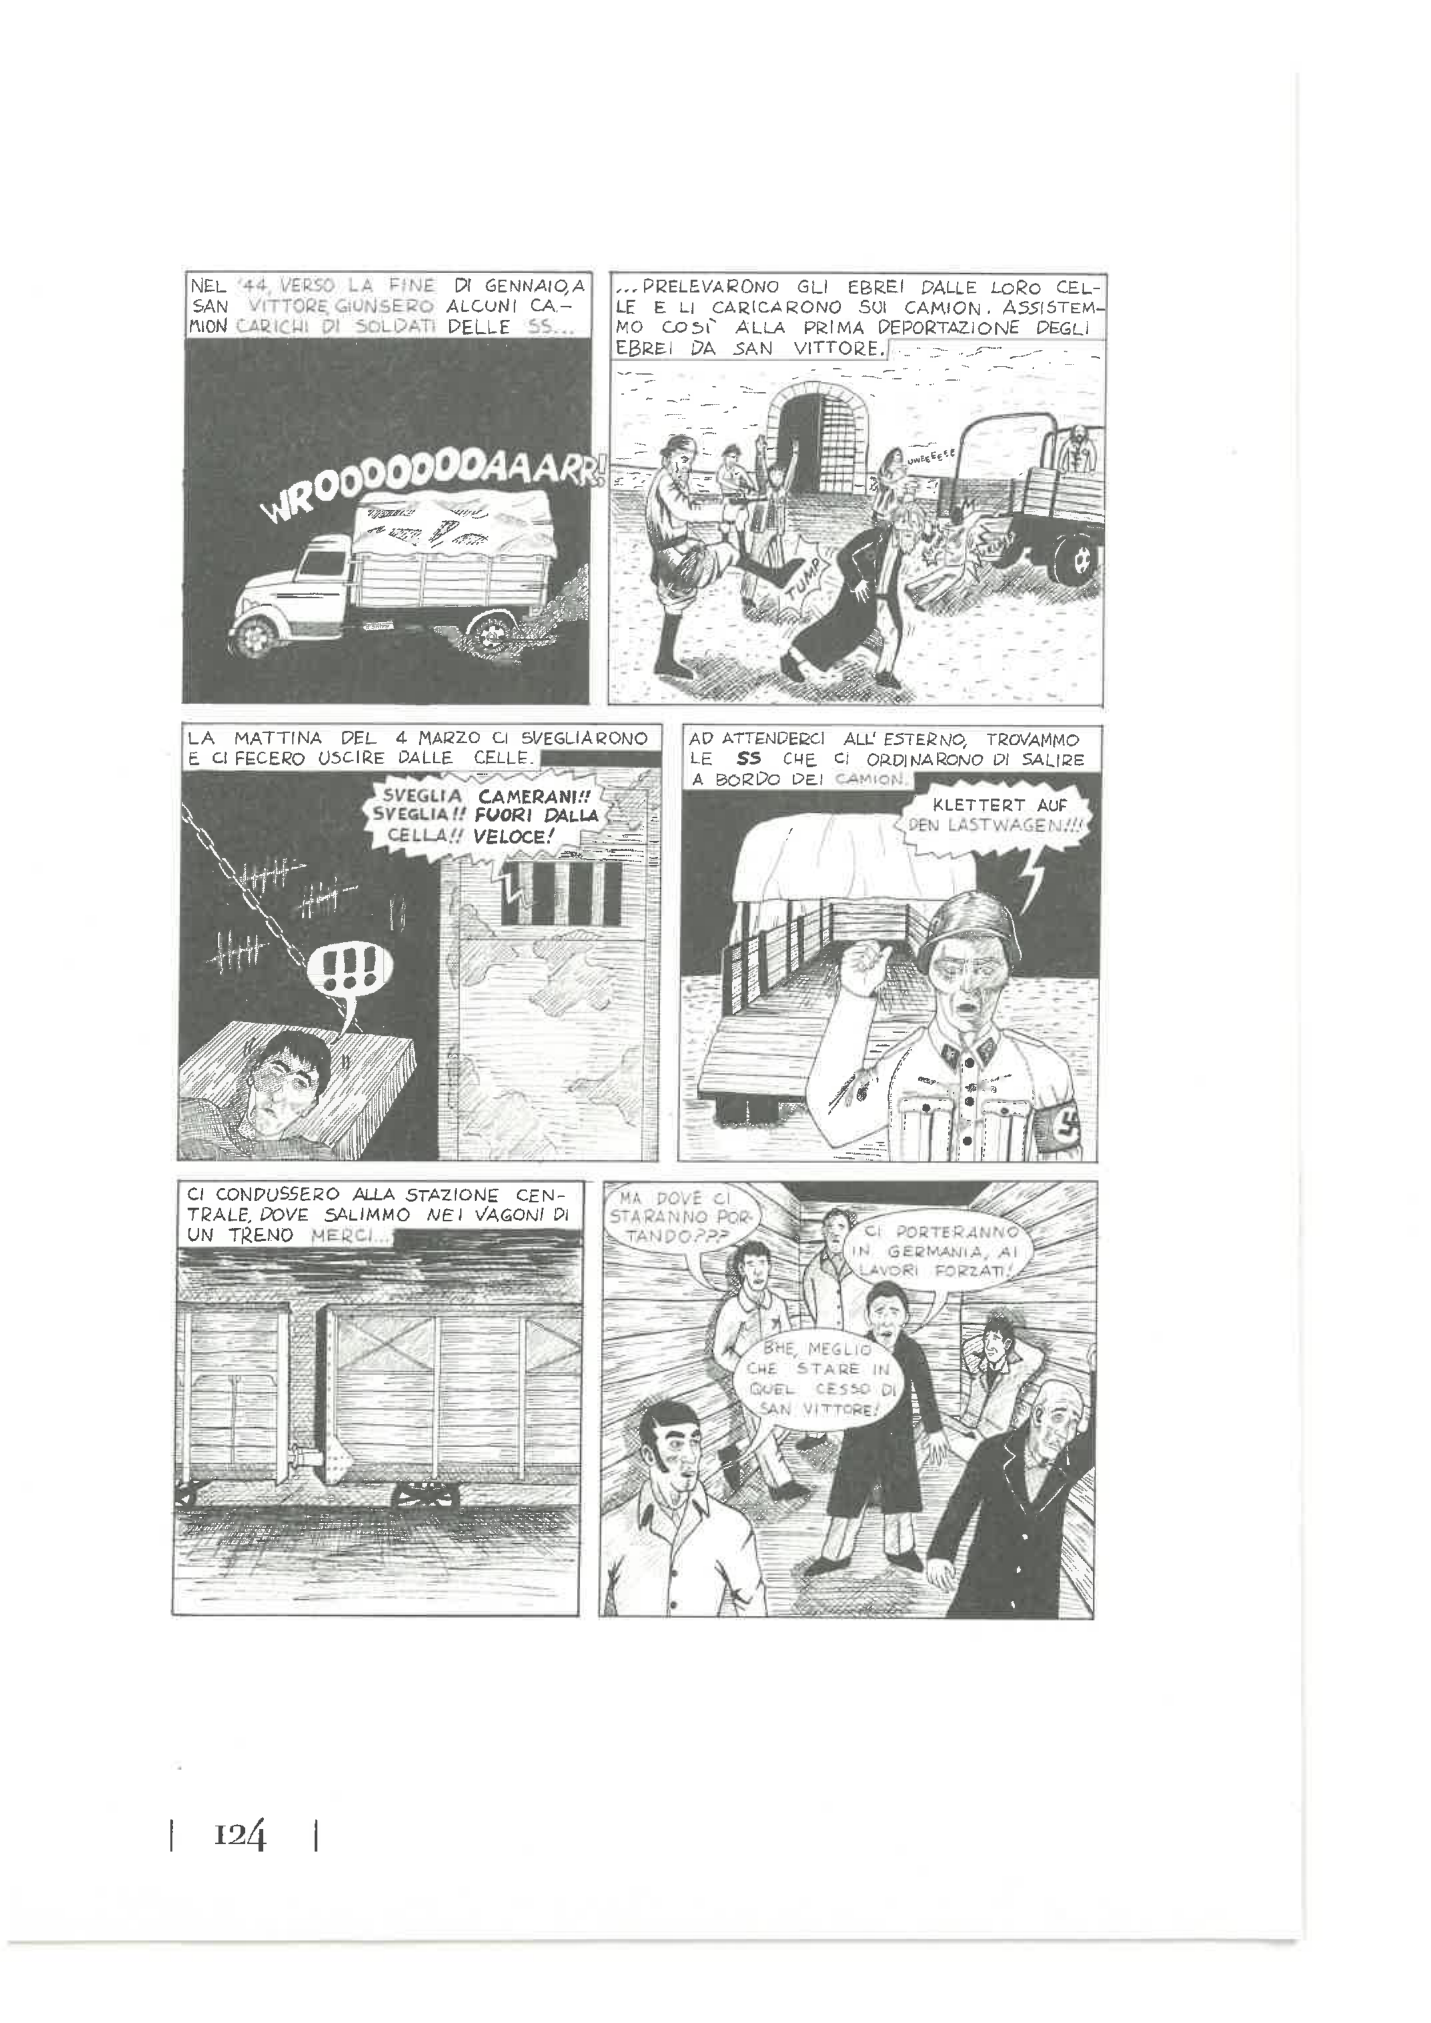 NEL '44, VERSO LA FINE DI GENNAIO, A
SAN VITTORE, GIUNSERO ALCUNI CA-
MION CARICHI DI SOLDATI DELLE SS...
WROOOOOOOAAARR!
... PRELEVARONO GLI EBREI DALLE LORO CEL-
LE E LI CARICARONO SUI CAMION. ASSISTEM-
MO COSÌ ALLA PRIMA DEPORTAZIONE DEGLI
EBREI DA SAN VITTORE.
UWEEEEEE
TUMP
LA MATTINA DEL 4 MARZO CI SVEGLIARONO
E CI FECERO USCIRE DALLE CELLE.
SVEGLIA CAMERANI!!
SVEGLIA!! FUORI DALLA
CELLA!! VELOCE!
!!!
AD ATTENDERCI ALL'ESTERNO, TROVAMMO
LE SS CHE CI ORDINARONO DI SALIRE
A BORDO DEI CAMION.
KLETTERT AUF
DEN LASTWAGEN!!!
CI CONDUSSERO ALLA STAZIONE CEN-
TRALE, DOVE SALIMMO NEI VAGONI DI
UN TRENO MERCI...
MA DOVE CI
STARANNO POR-
TANDO???
CI PORTERANNO
IN GERMANIA, AI
LAVORI FORZATI!
BHE, MEGLIO
CHE STARE IN
QUEL CESSO DI
SAN VITTORE!
| 124 |